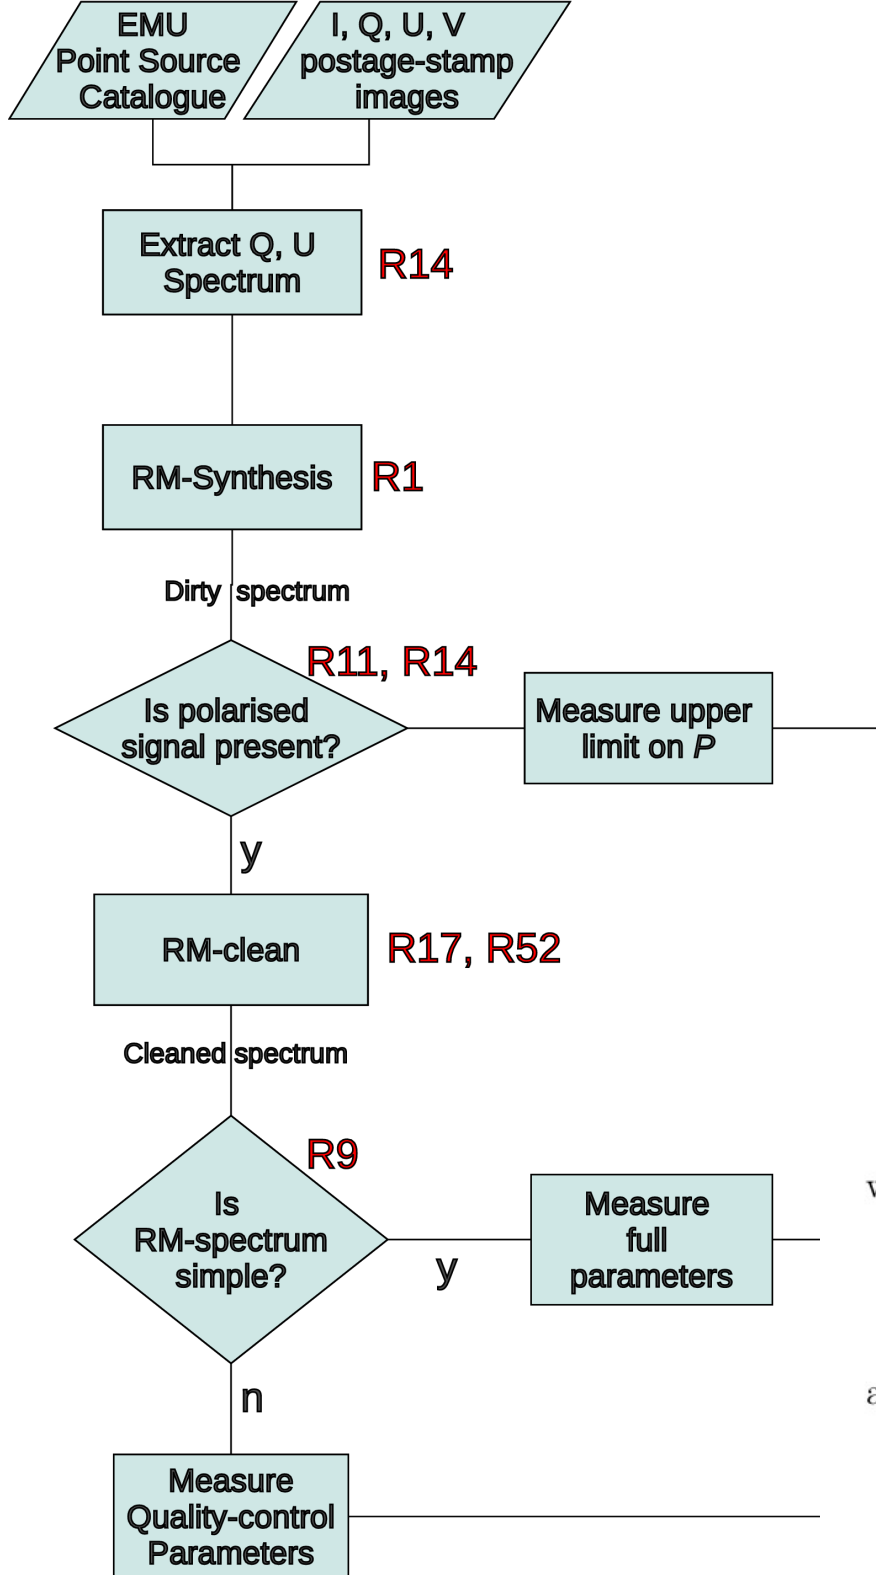 EMU
Point Source
Catalogue
I, Q, U, V
postage-stamp
images
Extract Q, U
Spectrum
R14
RM-Synthesis
R1
Dirty spectrum
R11, R14
Is polarised
signal present?
Measure upper
limit on P
y
RM-clean
R17, R52
Cleaned spectrum
R9
Is
RM-spectrum
simple?
y
Measure
full
parameters
n
Measure
Quality-control
Parameters